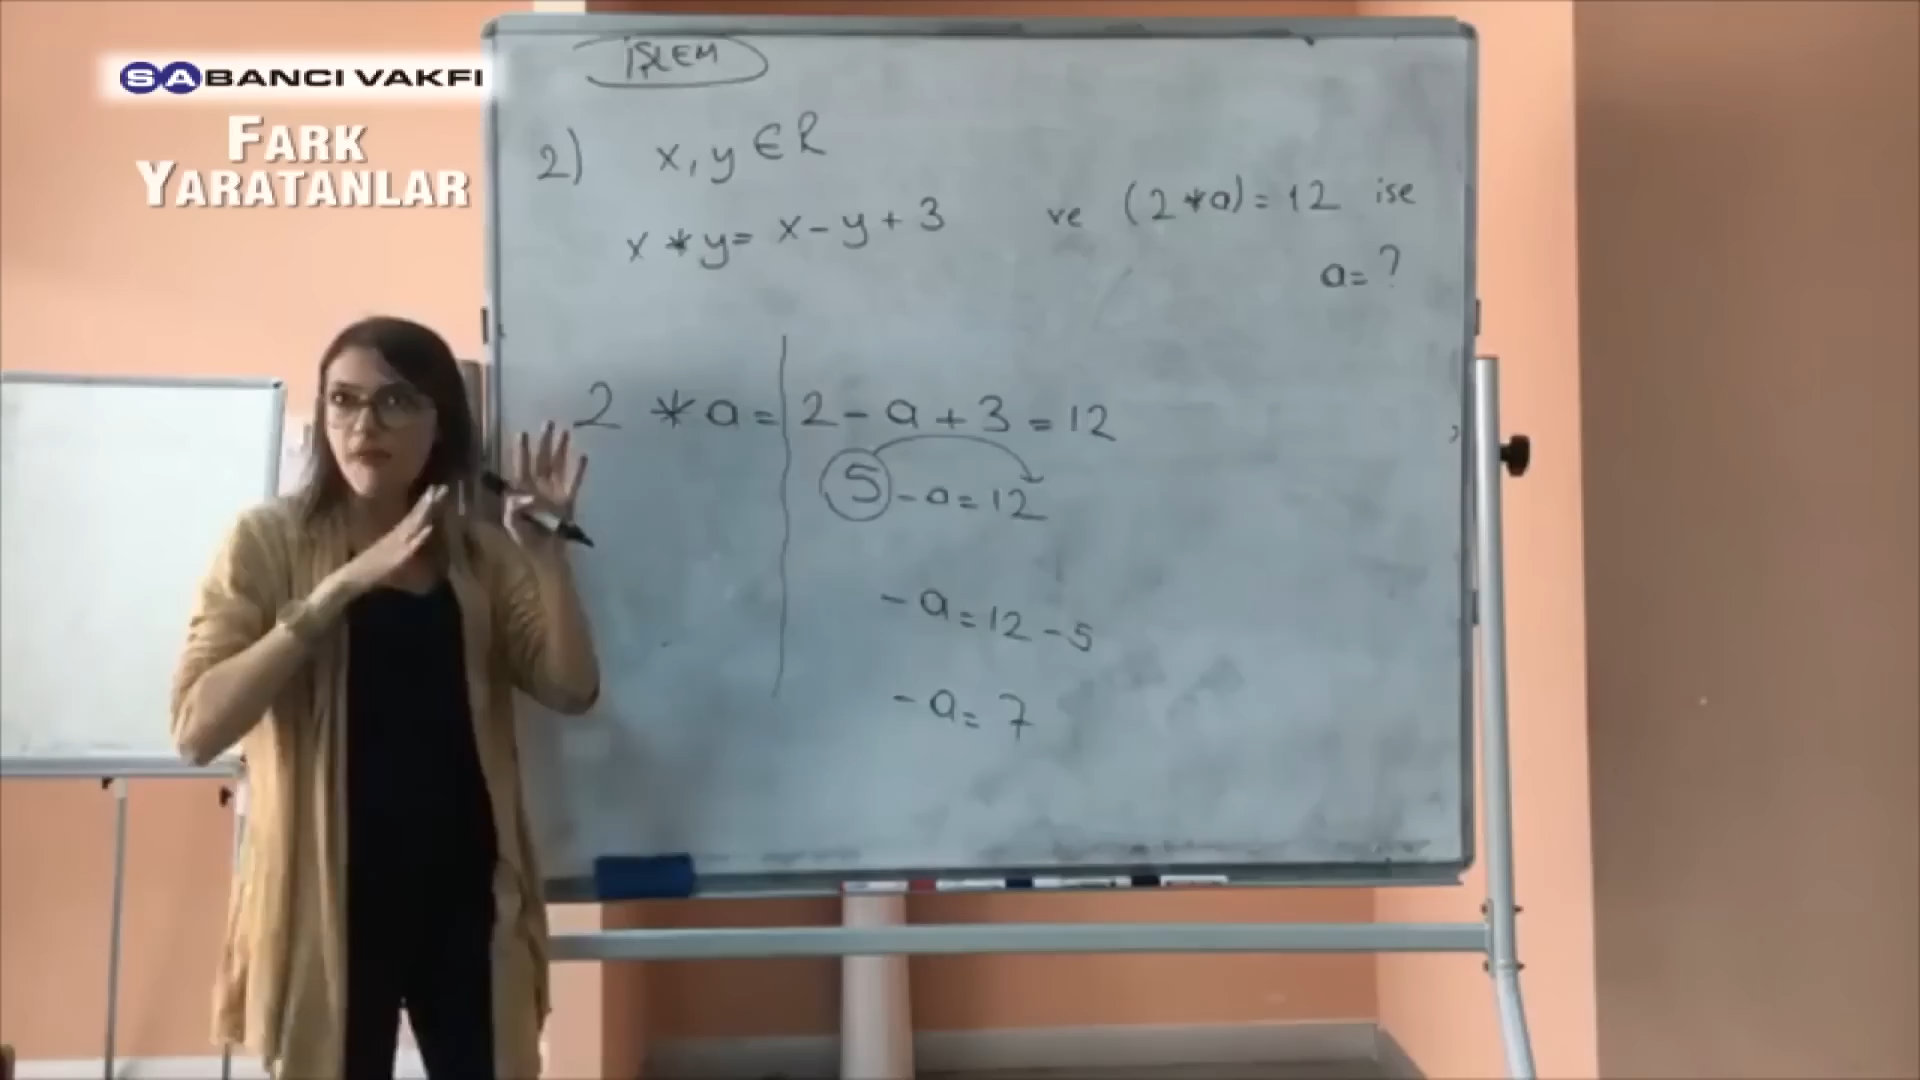 SABANCI VAKFI
FARK
YARATANLAR
İŞLEM
2) x, y ∈ R
x * y = x - y + 3 ve (2 * a) = 12 ise
a = ?
2 * a = 2 - a + 3 = 12
5 - a = 12
- a = 12 - 5
- a = 7